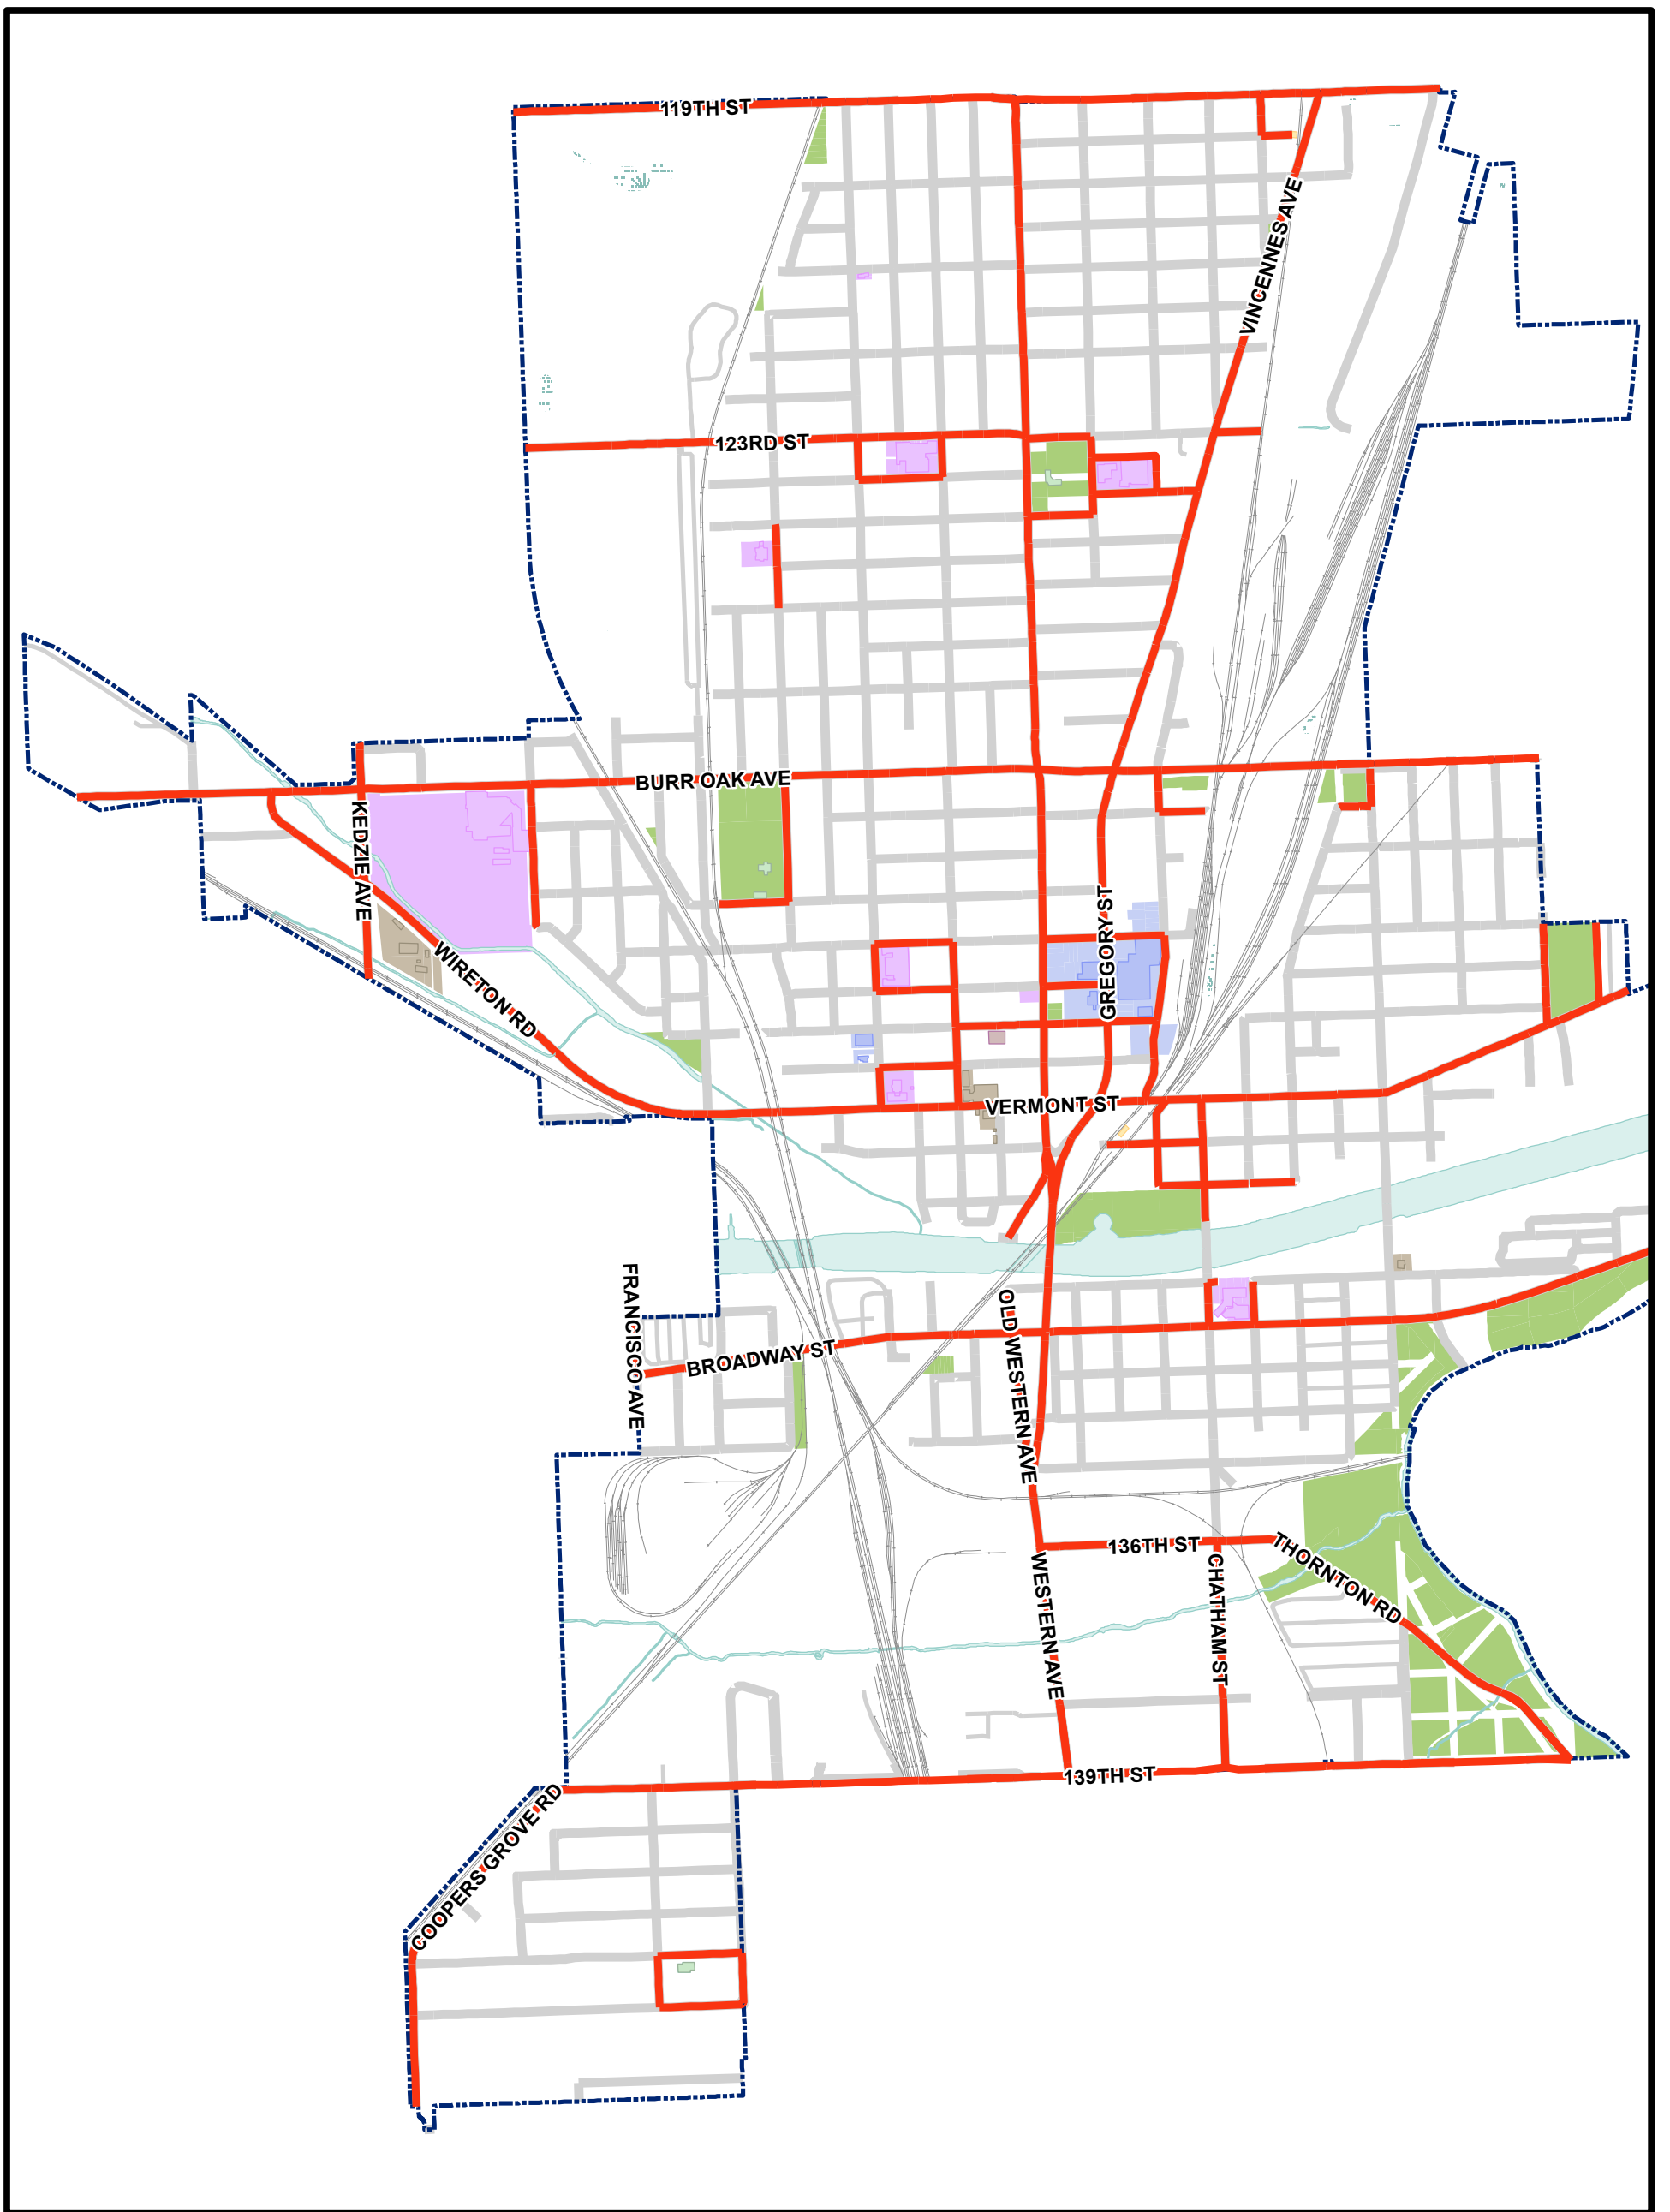 119TH ST
VINCENNES AVE
123RD ST
BURR OAK AVE
KEDZIE AVE
GREGORY ST
WIRETON RD
VERMONT ST
FRANCISCO AVE
OLD WESTERN AVE
BROADWAY ST
136TH ST
THORNTON RD
WESTERN AVE
CHATHAM ST
139TH ST
COOPERS GROVE RD